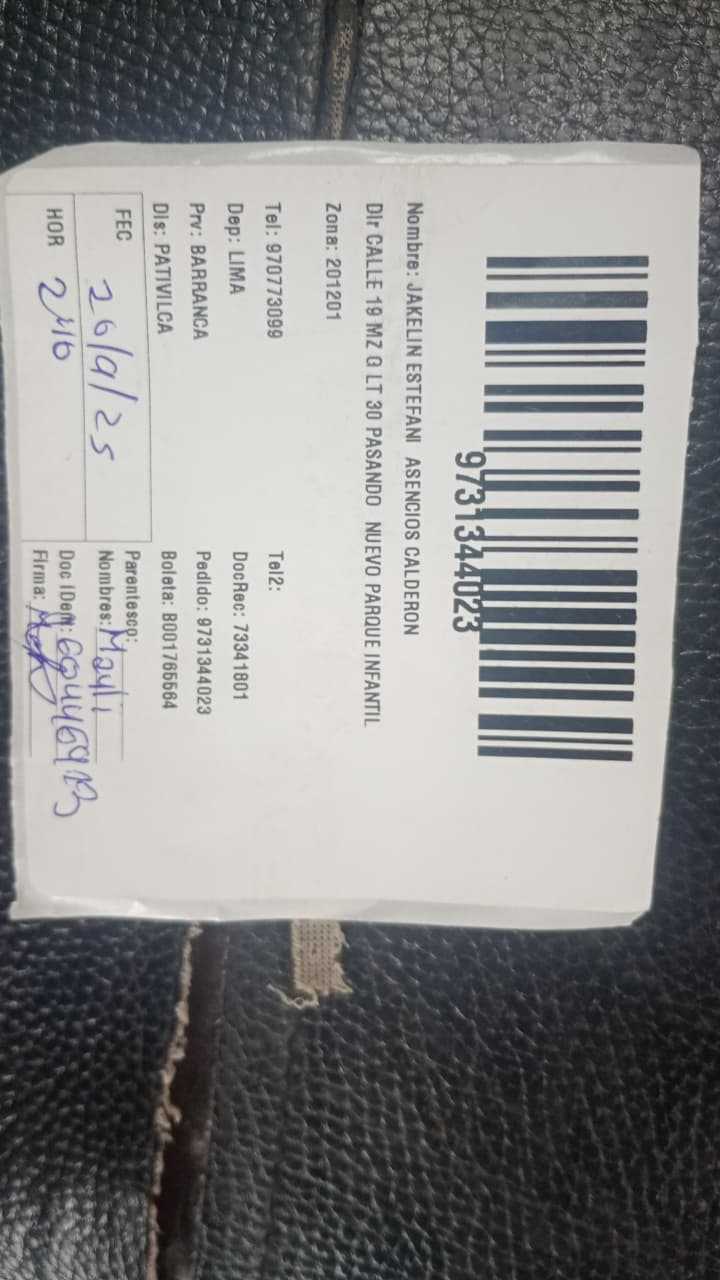 9731344023
Nombre: JAKELIN ESTEFANI ASENCIOS CALDERON
Dir CALLE 19 MZ G LT 30 PASANDO NUEVO PARQUE INFANTIL
Zona: 201201
Tel: 970773099 Tel2:
Dep: LIMA DocRec: 73341801
Prv: BARRANCA Pedido: 9731344023
Dis: PATIVILCA Boleta: B001765564
Parentesco:
FEC 26/9/25 Nombres: Mayli
HOR Doc IDen:
Firma: